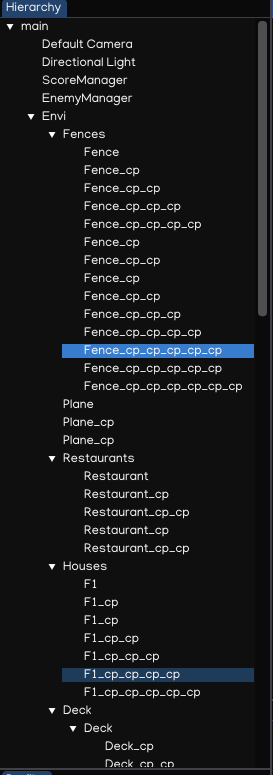 Hierarchy
main
Default Camera
Directional Light
ScoreManager
EnemyManager
Envi
Fences
Fence
Fence_cp
Fence_cp_cp
Fence_cp_cp_cp
Fence_cp_cp_cp_cp
Fence_cp
Fence_cp_cp
Fence_cp
Fence_cp_cp
Fence_cp_cp_cp
Fence_cp_cp_cp_cp
Fence_cp_cp_cp_cp_cp
Fence_cp_cp_cp_cp_cp
Fence_cp_cp_cp_cp_cp_cp
Plane
Plane_cp
Plane_cp
Restaurants
Restaurant
Restaurant_cp
Restaurant_cp_cp
Restaurant_cp
Restaurant_cp_cp
Houses
F1
F1_cp
F1_cp
F1_cp_cp
F1_cp_cp_cp
F1_cp_cp_cp_cp
F1_cp_cp_cp_cp_cp
Deck
Deck
Deck_cp
Deck_cp_cp